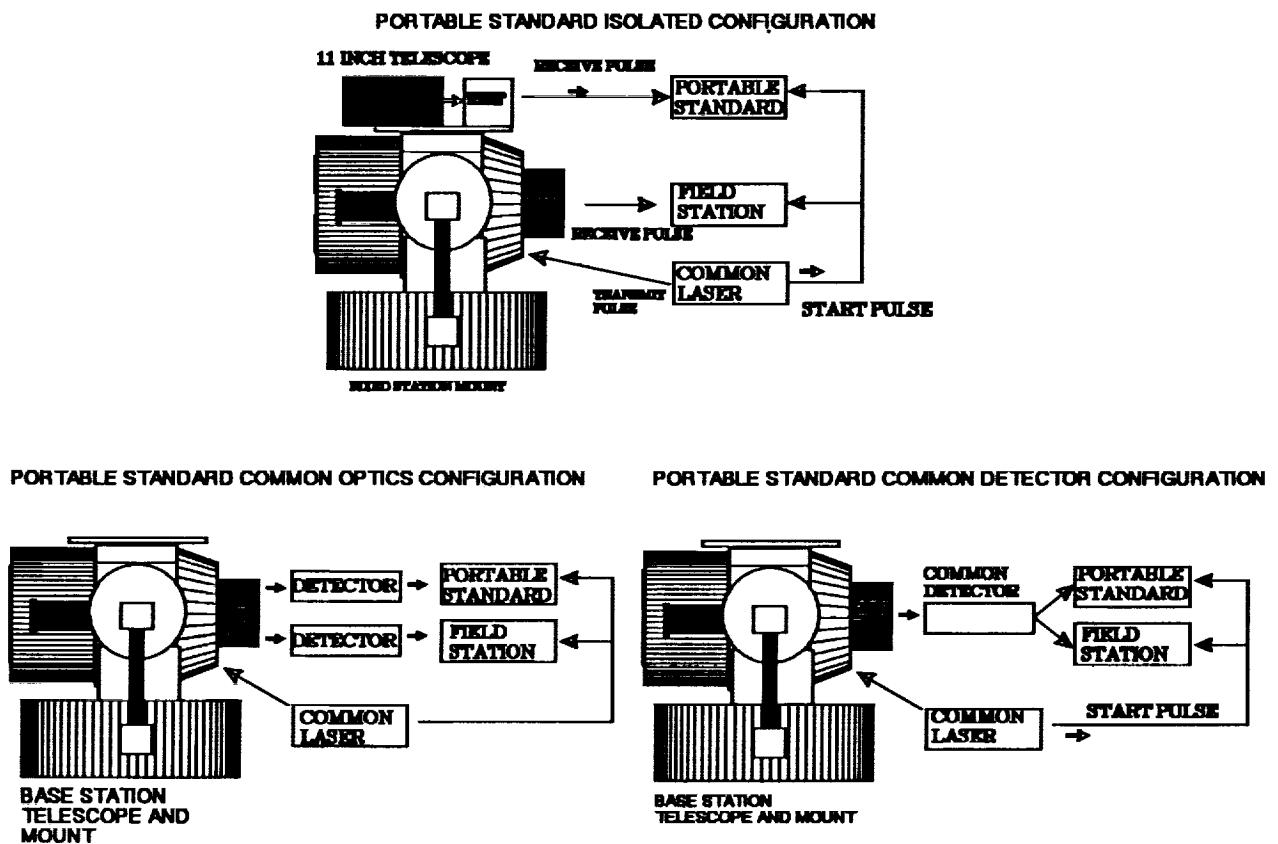 PORTABLE STANDARD ISOLATED CONFIGURATION
11 INCH TELESCOPE
RECEIVE PULSE
PORTABLE
STANDARD
FIELD
STATION
RECEIVE PULSE
COMMON
LASER
TRANSMIT
PULSE
START PULSE
FIXED STATION MOUNT
PORTABLE STANDARD COMMON OPTICS CONFIGURATION
DETECTOR
PORTABLE
STANDARD
DETECTOR
FIELD
STATION
COMMON
LASER
BASE STATION
TELESCOPE AND
MOUNT
PORTABLE STANDARD COMMON DETECTOR CONFIGURATION
COMMON
DETECTOR
PORTABLE
STANDARD
FIELD
STATION
COMMON
LASER
START PULSE
BASE STATION
TELESCOPE AND MOUNT